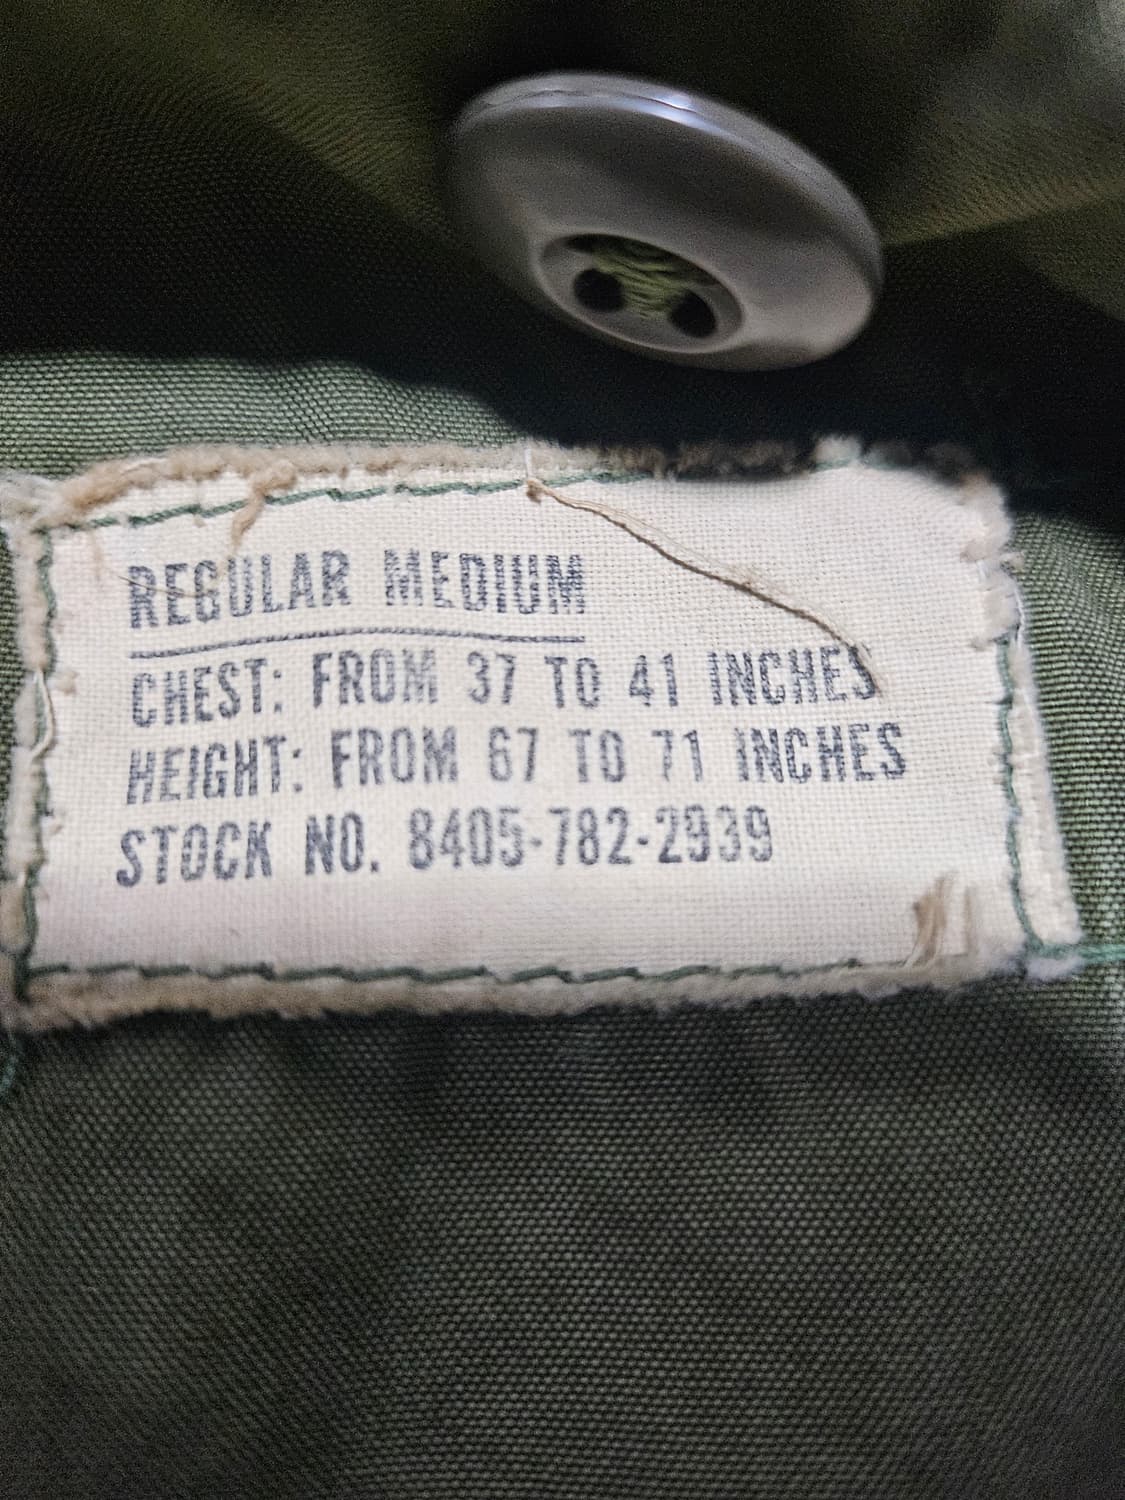 REGULAR MEDIUM
CHEST: FROM 37 TO 41 INCHES
HEIGHT: FROM 67 TO 71 INCHES
STOCK NO. 8405-782-2939